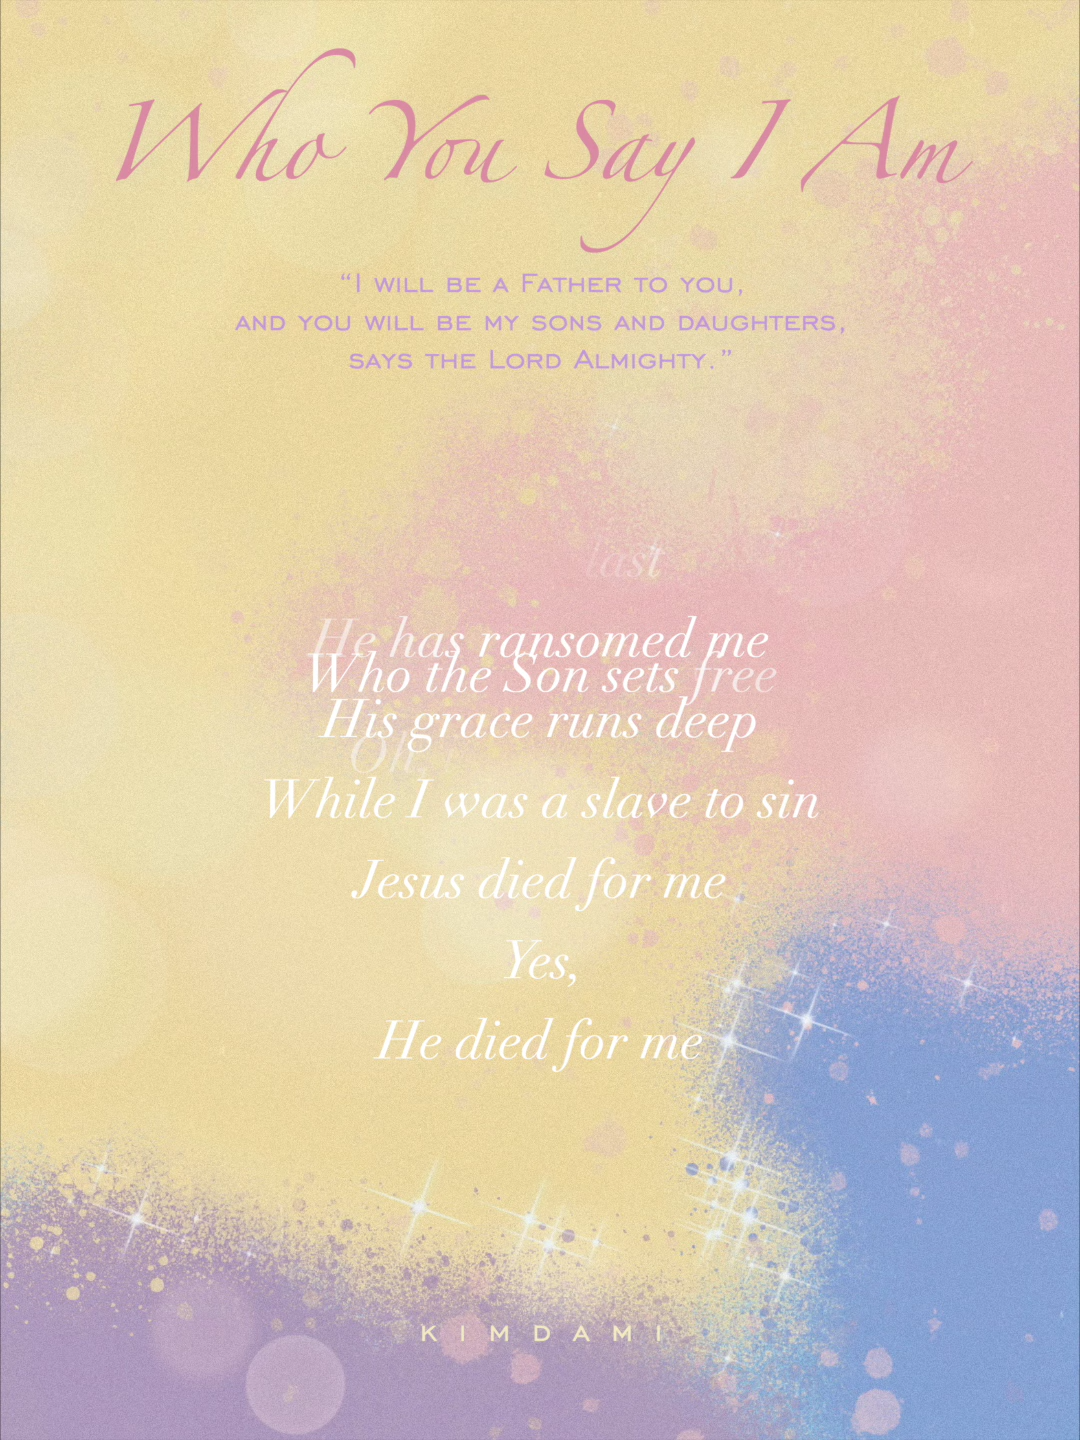 Who You Say I Am
“I will be a Father to you,
and you will be my sons and daughters,
says the Lord Almighty.”
last
He has ransomed me
Who the Son sets free
His grace runs deep
Oh,
While I was a slave to sin
Jesus died for me
Yes,
He died for me
KIMDAMI